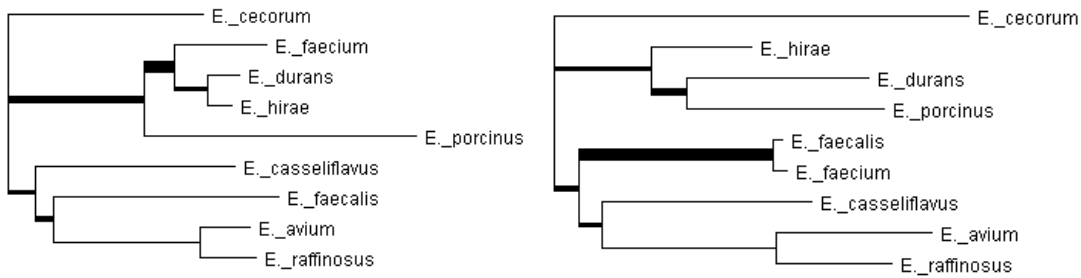 E._cecorum
E._faecium
E._durans
E._hirae
E._porcinus
E._casseliflavus
E._faecalis
E._avium
E._raffinosus
E._cecorum
E._hirae
E._durans
E._porcinus
E._faecalis
E._faecium
E._casseliflavus
E._avium
E._raffinosus